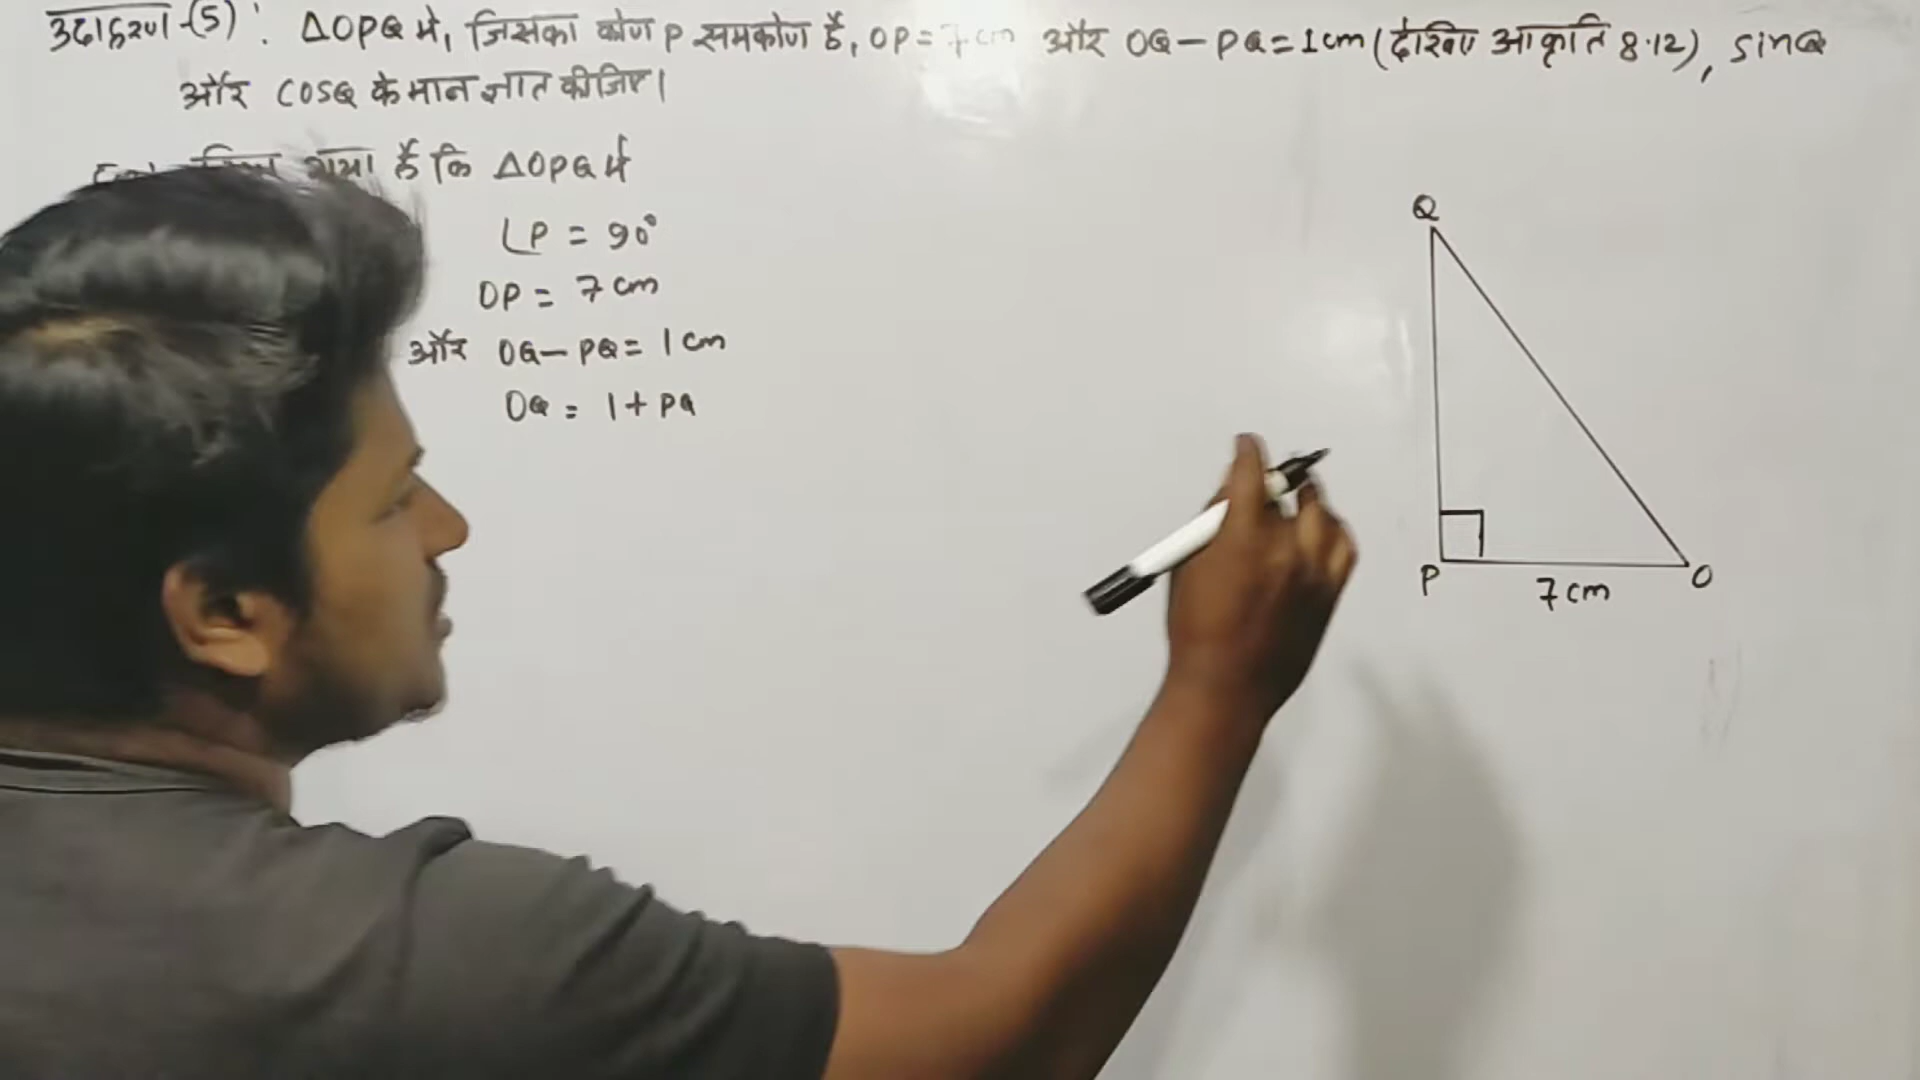 उदाहरण-(5): ΔOPQ में, जिसका कोण P समकोण है, OP = 7 cm और OQ – PQ = 1 cm (देखिए आकृति 8.12), sinQ
और cosQ के मान ज्ञात कीजिए।
गया है कि ΔOPQ में
∠P = 90°
OP = 7 cm
और OQ – PQ = 1 cm
OQ = 1 + PQ
Q
P
7 cm
O